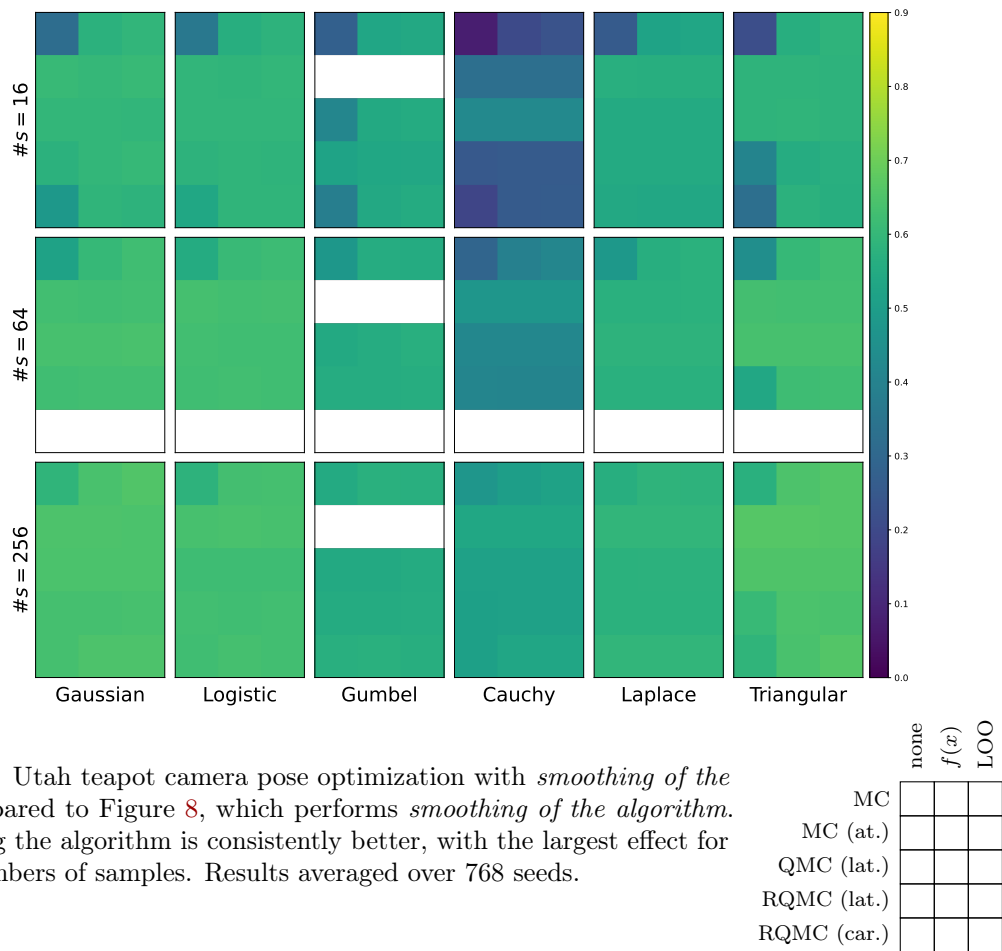 #s = 16
#s = 64
#s = 256
0.9
0.8
0.7
0.6
0.5
0.4
0.3
0.2
0.1
0.0
Gaussian Logistic Gumbel Cauchy Laplace Triangular
Utah teapot camera pose optimization with smoothing of the
pared to Figure 8, which performs smoothing of the algorithm.
g the algorithm is consistently better, with the largest effect for
mbers of samples. Results averaged over 768 seeds.
none f(x) LOO
MC
MC (at.)
QMC (lat.)
RQMC (lat.)
RQMC (car.)